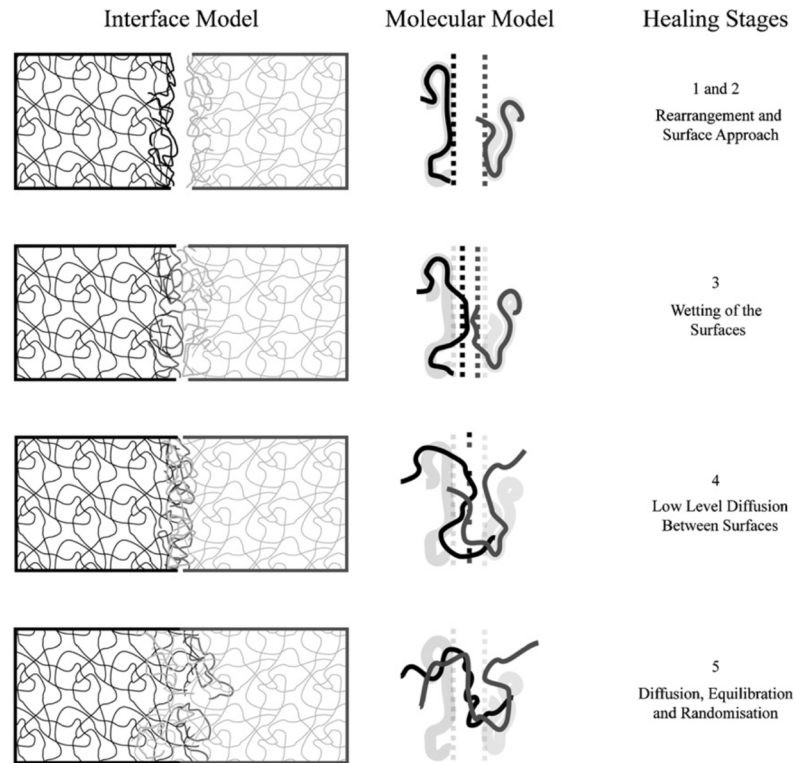 Interface Model
Molecular Model
Healing Stages
1 and 2
Rearrangement and
Surface Approach
3
Wetting of the
Surfaces
4
Low Level Diffusion
Between Surfaces
5
Diffusion, Equilibration
and Randomisation